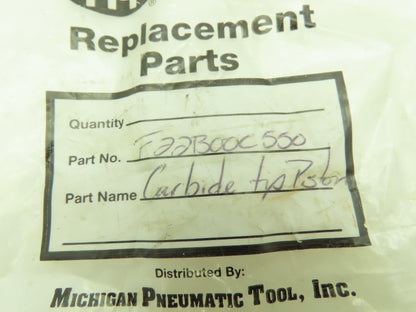 Replacement
Parts
Quantity
Part No. F22B00C550
Part Name Carbide tip Piston
Distributed By:
MICHIGAN PNEUMATIC TOOL, INC.